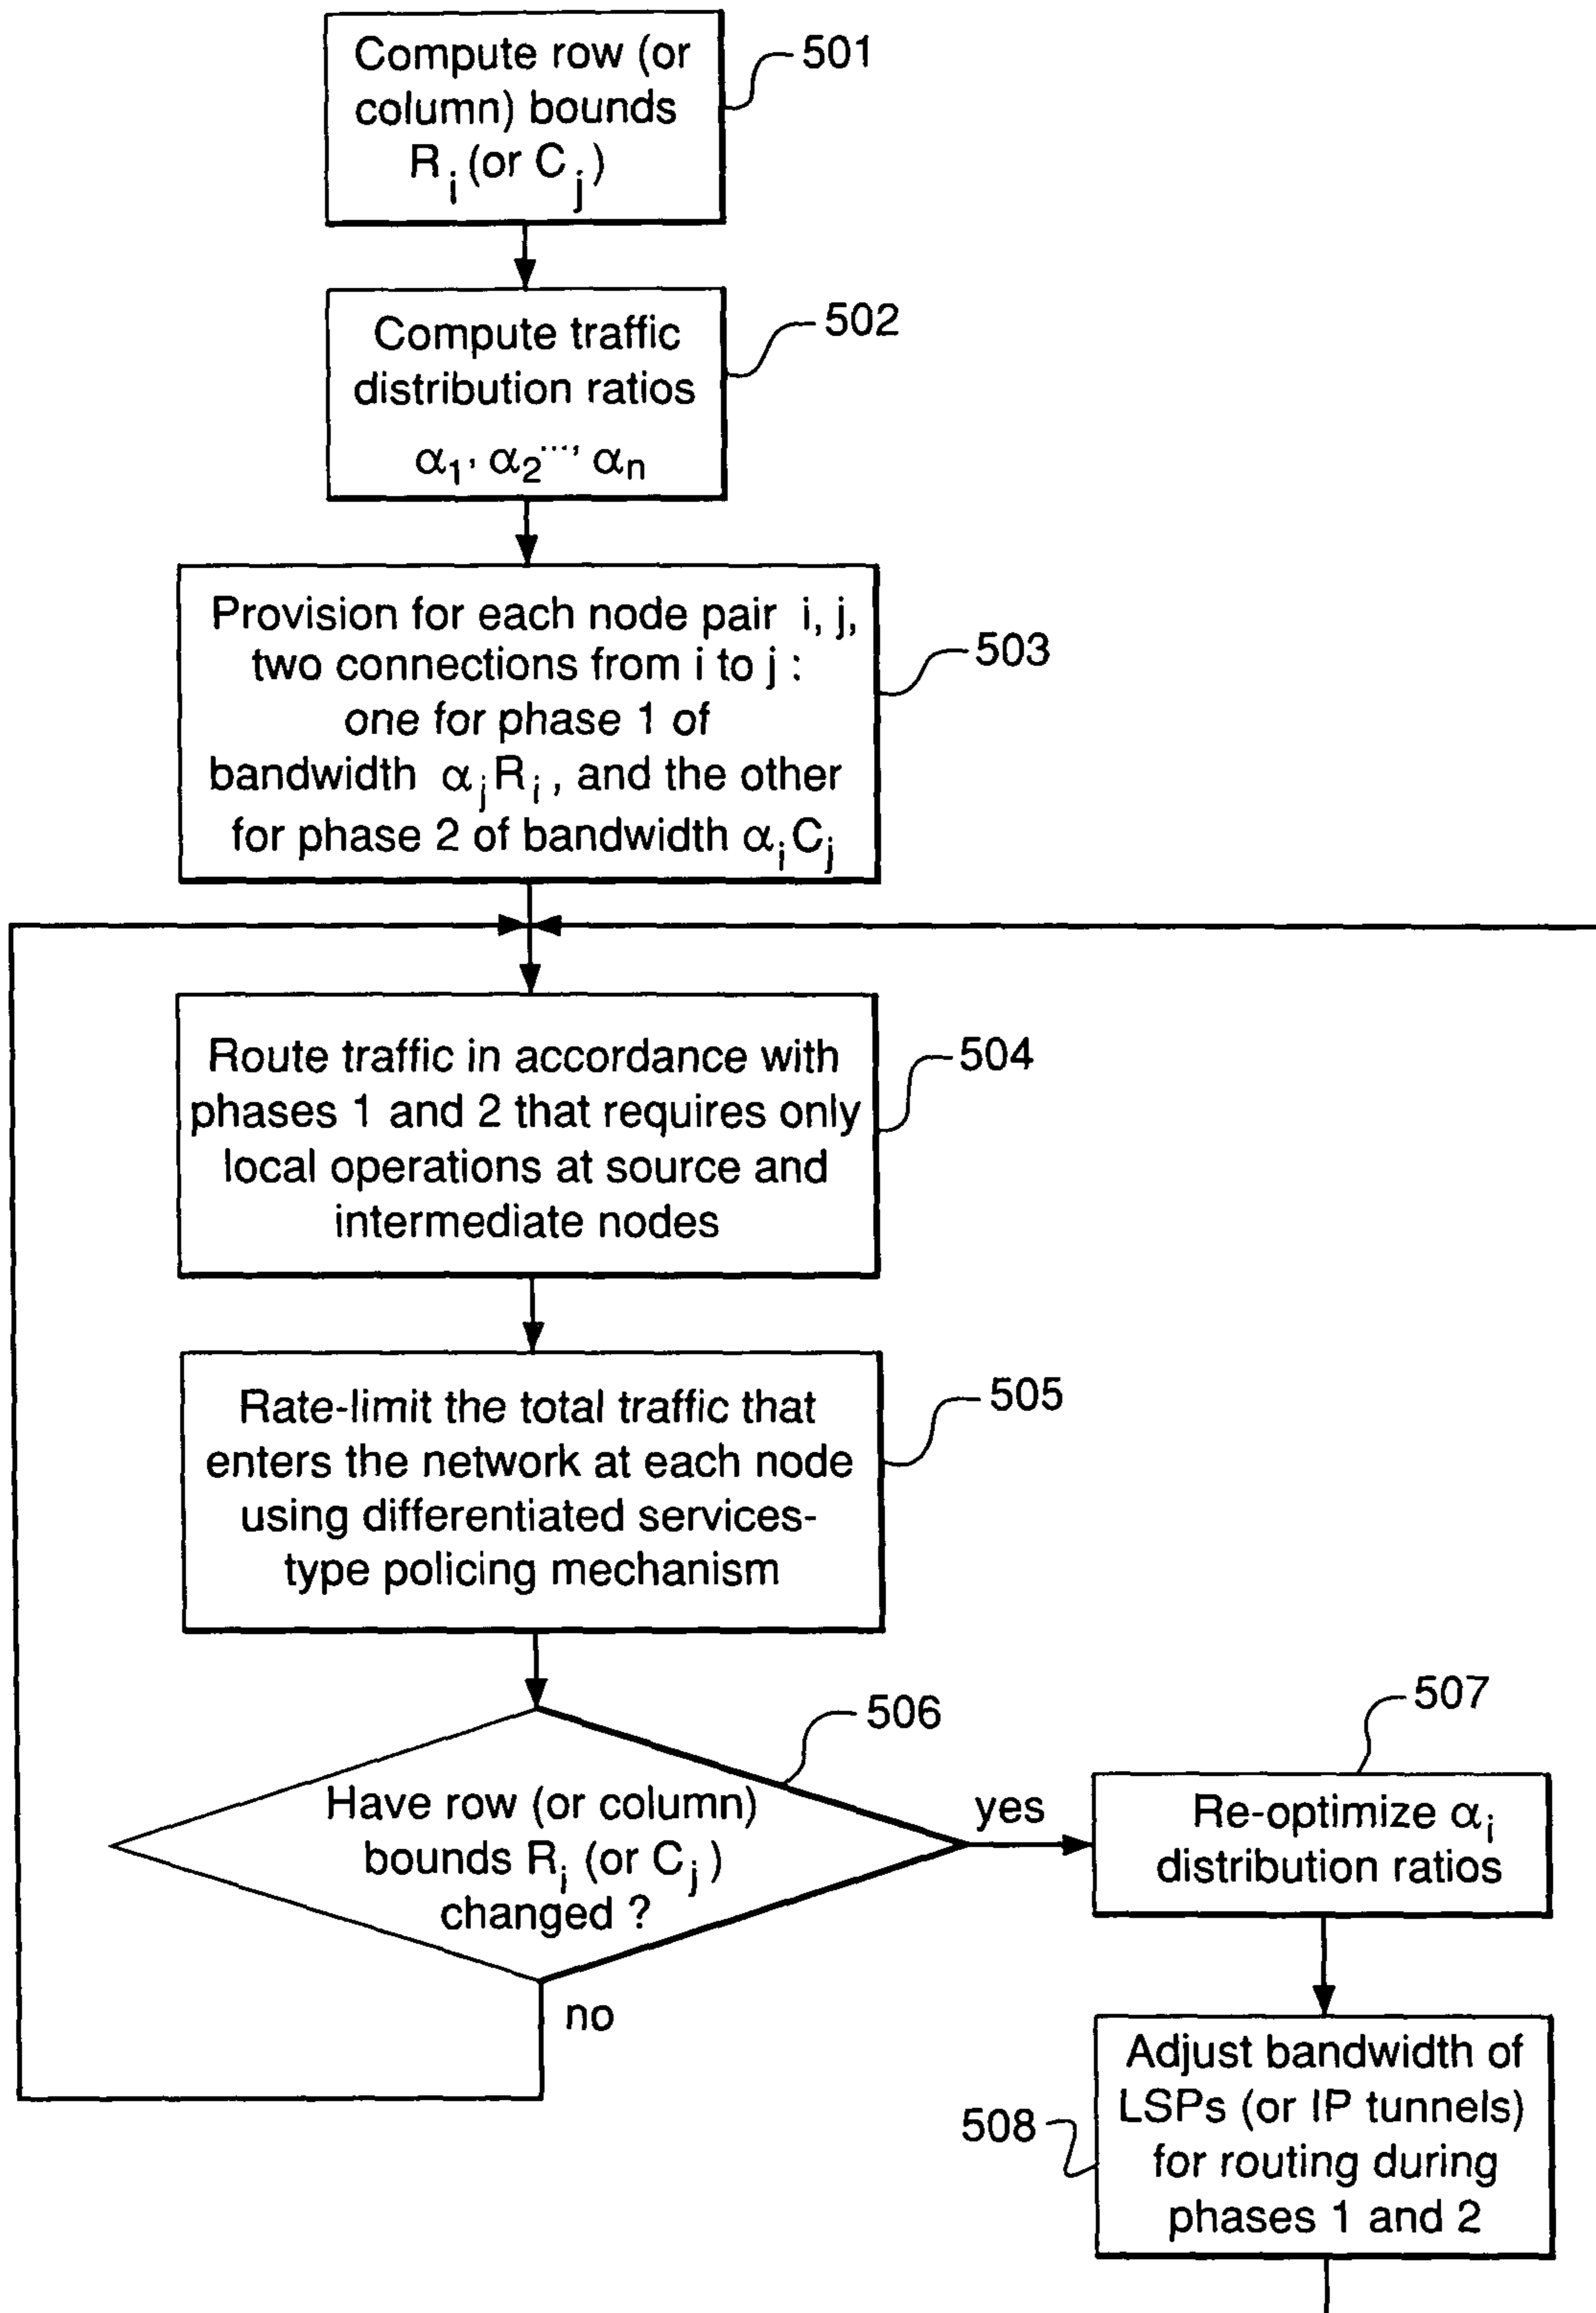 Compute row (or
column) bounds
R_i (or C_j)
501
Compute traffic
distribution ratios
α_1, α_2 ..., α_n
502
Provision for each node pair i, j,
two connections from i to j :
one for phase 1 of
bandwidth α_j R_i, and the other
for phase 2 of bandwidth α_i C_j
503
Route traffic in accordance with
phases 1 and 2 that requires only
local operations at source and
intermediate nodes
504
Rate-limit the total traffic that
enters the network at each node
using differentiated services-
type policing mechanism
505
506
Have row (or column)
bounds R_i (or C_j)
changed ?
yes
no
507
Re-optimize α_i
distribution ratios
508
Adjust bandwidth of
LSPs (or IP tunnels)
for routing during
phases 1 and 2